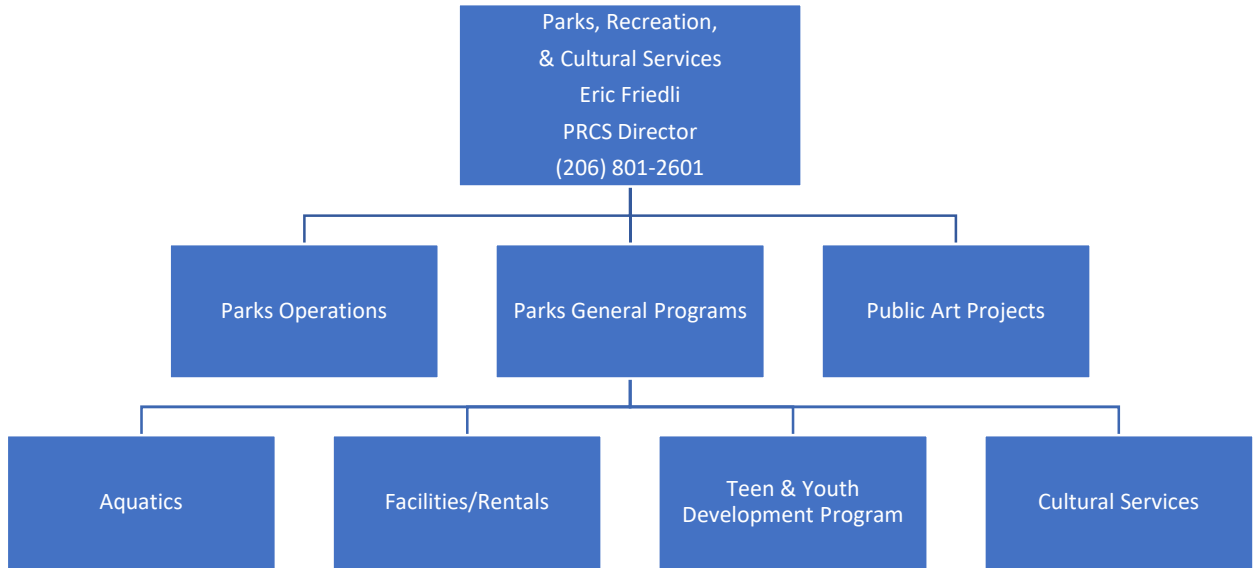 Parks, Recreation,
& Cultural Services
Eric Friedli
PRCS Director
(206) 801-2601
Parks Operations
Parks General Programs
Public Art Projects
Aquatics
Facilities/Rentals
Teen & Youth
Development Program
Cultural Services